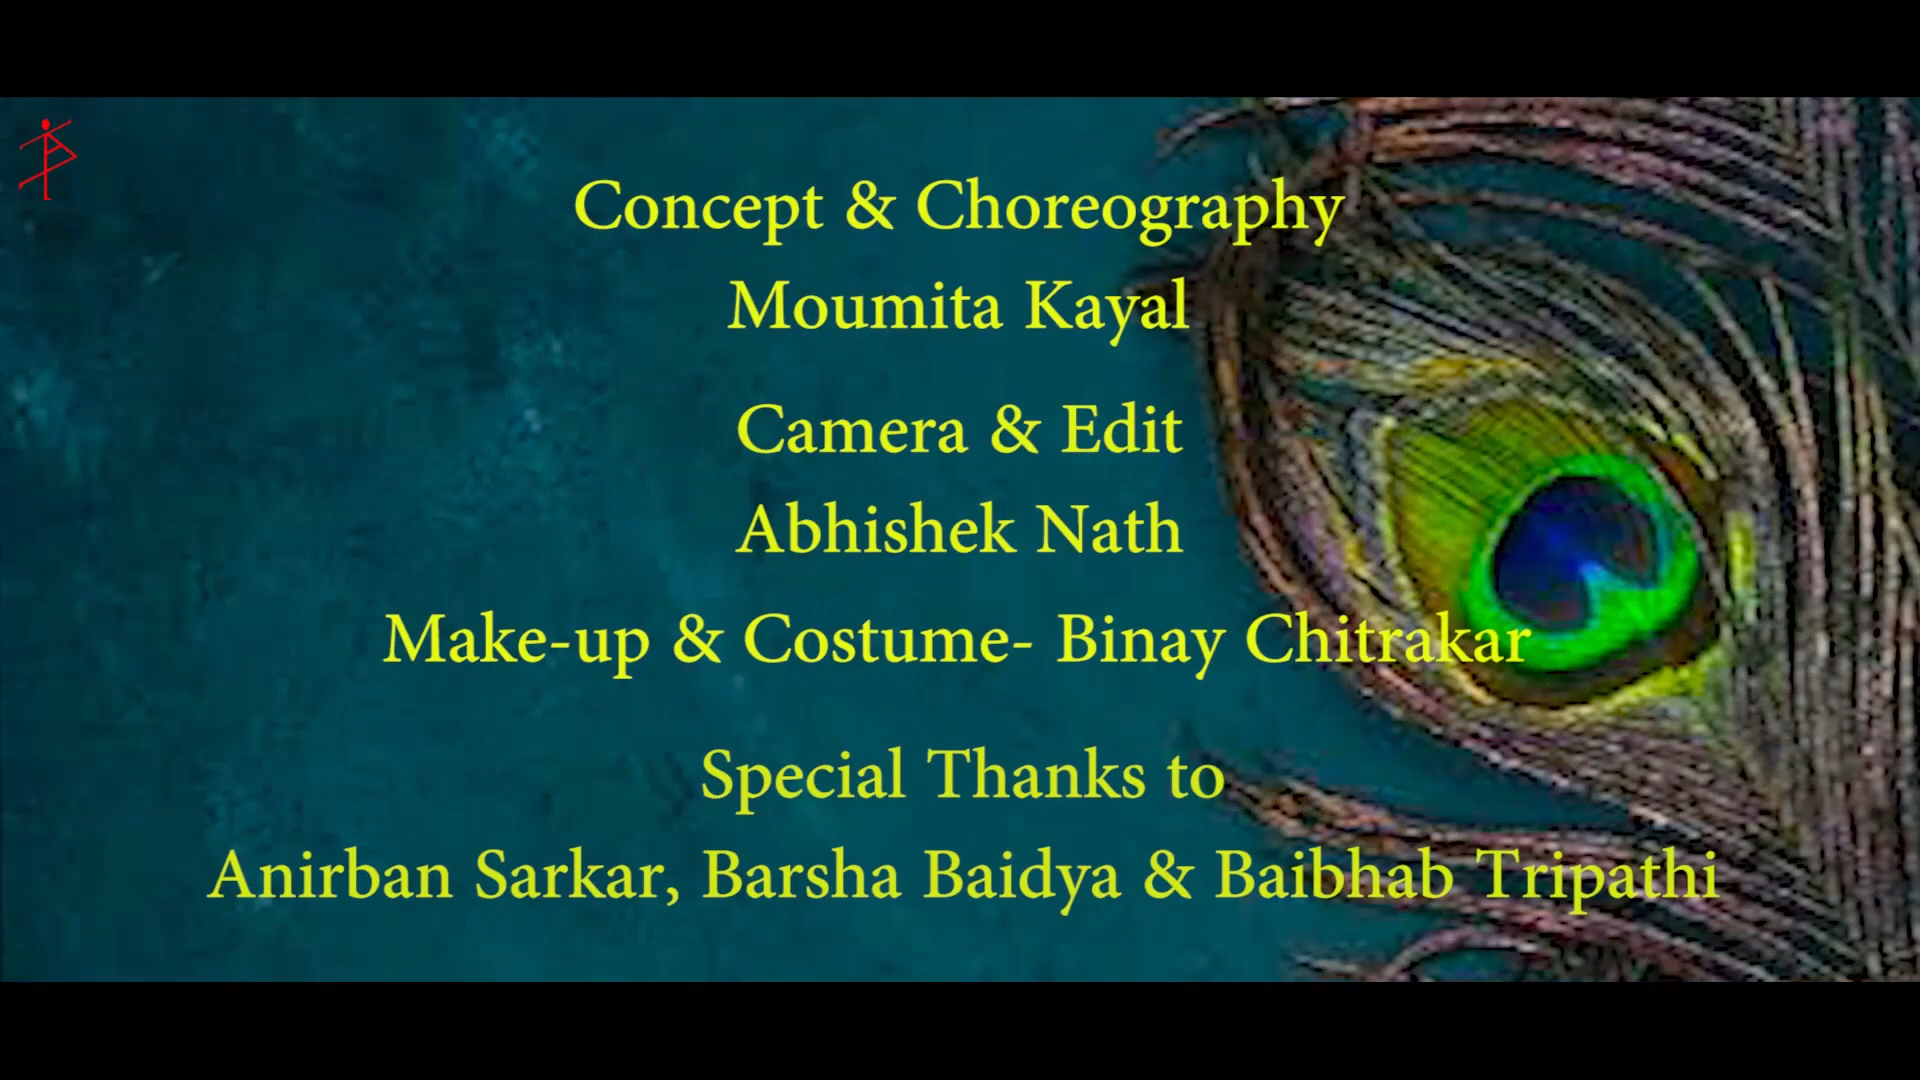 Concept & Choreography
Moumita Kayal
Camera & Edit
Abhishek Nath
Make-up & Costume- Binay Chitrakar
Special Thanks to
Anirban Sarkar, Barsha Baidya & Baibhab Tripathi